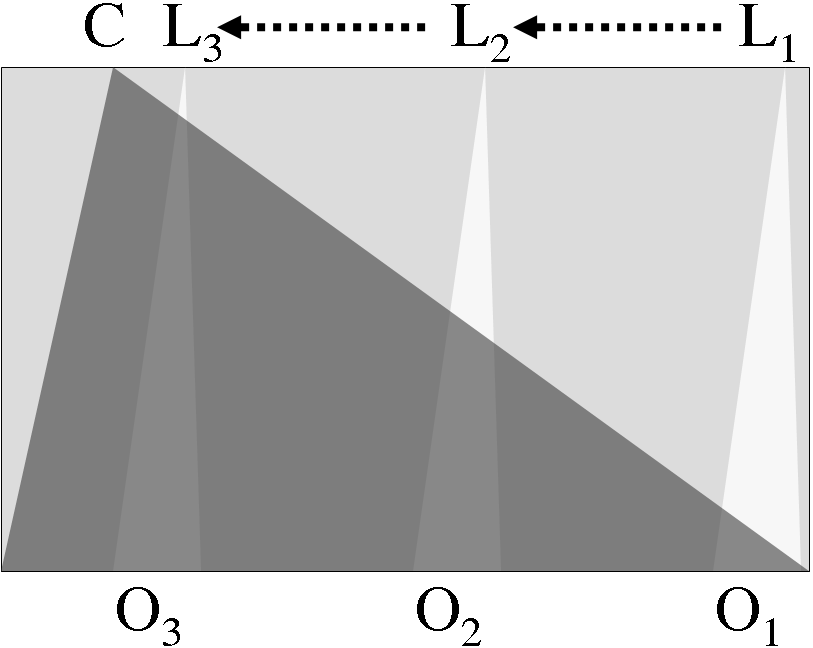 C L₃ L₂ L₁
O₃ O₂ O₁